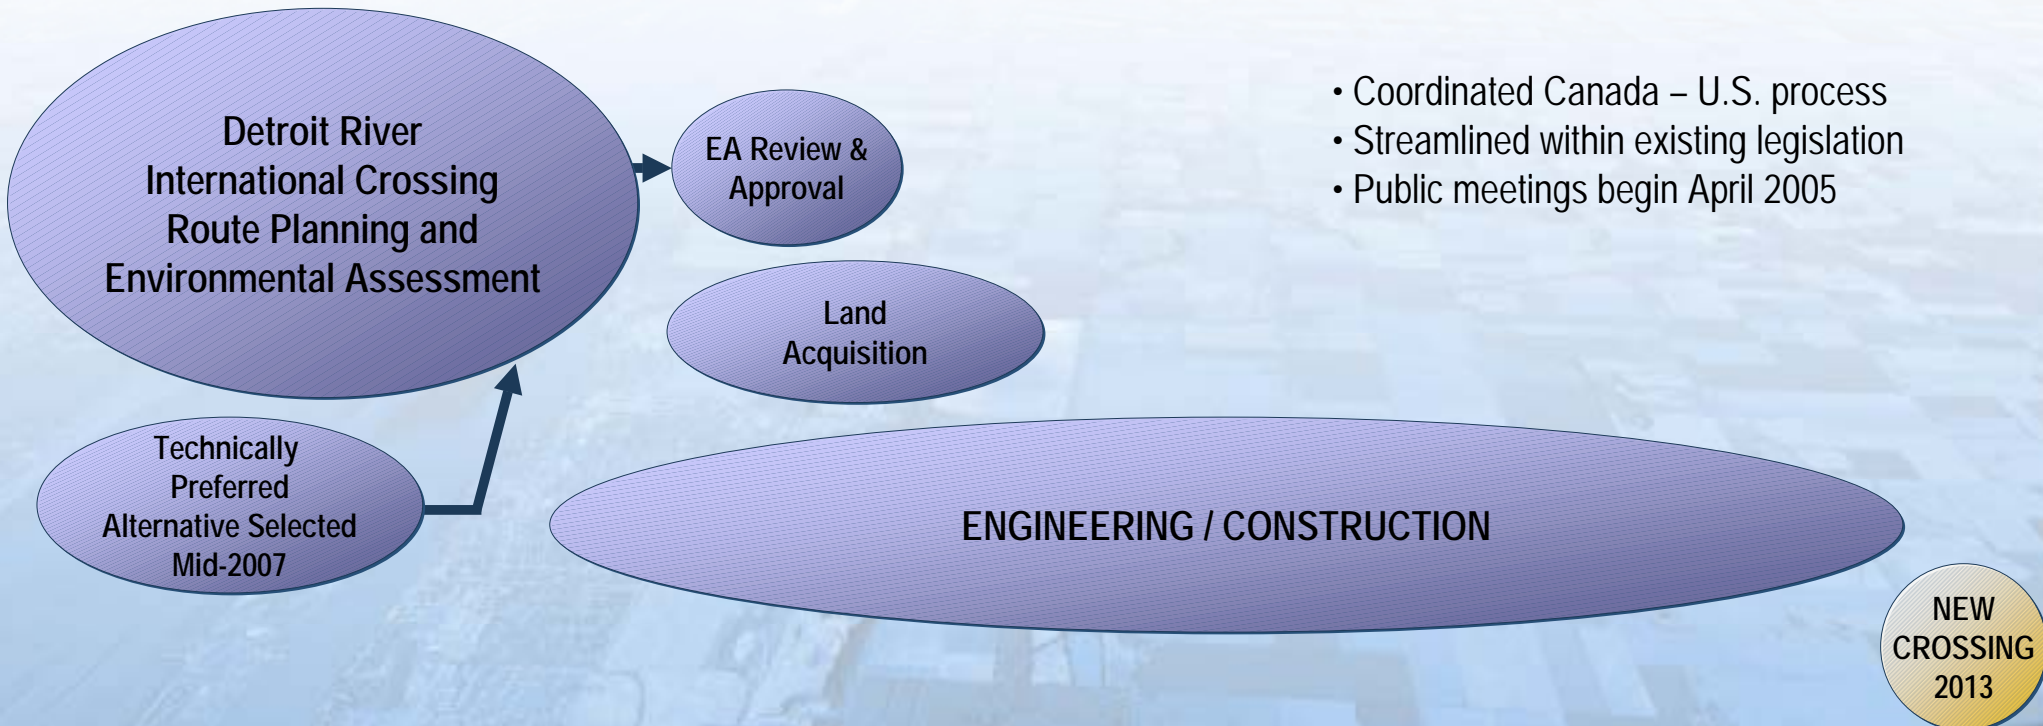 Detroit River
International Crossing
Route Planning and
Environmental Assessment
EA Review &
Approval
• Coordinated Canada – U.S. process
• Streamlined within existing legislation
• Public meetings begin April 2005
Land
Acquisition
Technically
Preferred
Alternative Selected
Mid-2007
ENGINEERING / CONSTRUCTION
NEW
CROSSING
2013